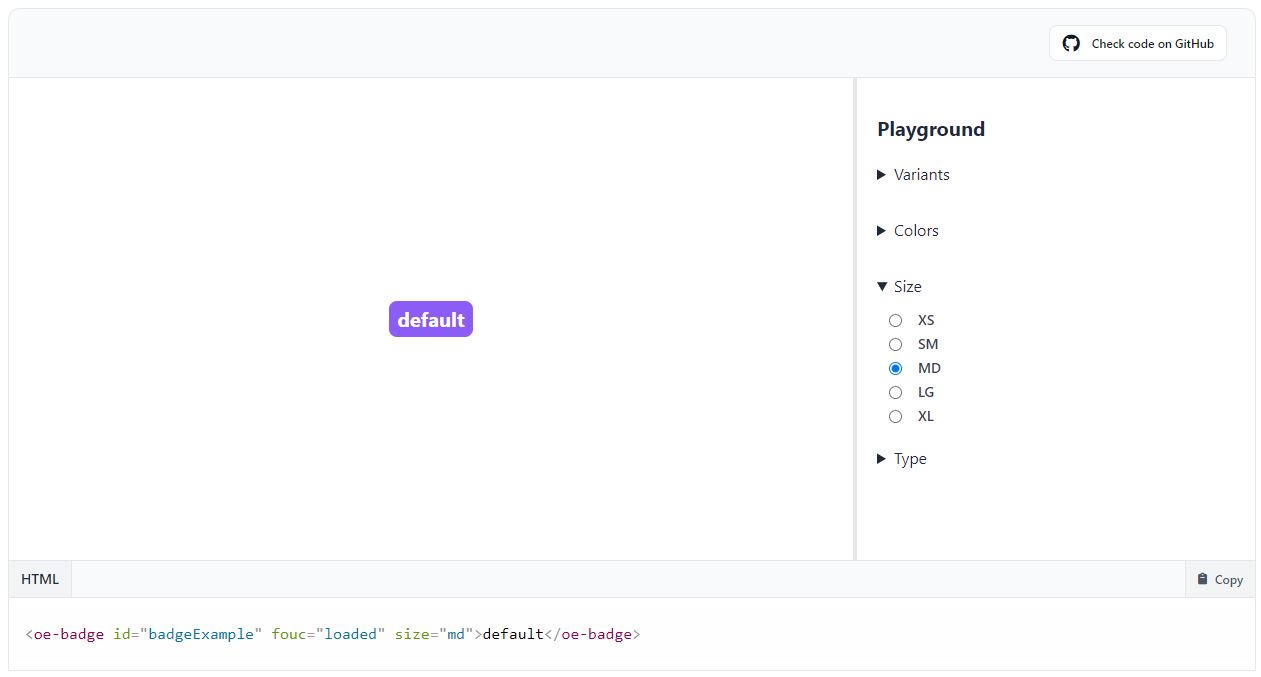 Check code on GitHub
Playground
Variants
Colors
default
Size
XS
SM
MD
LG
XL
Type
HTML
Copy
<oe-badge id="badgeExample" fouc="loaded" size="md">default</oe-badge>